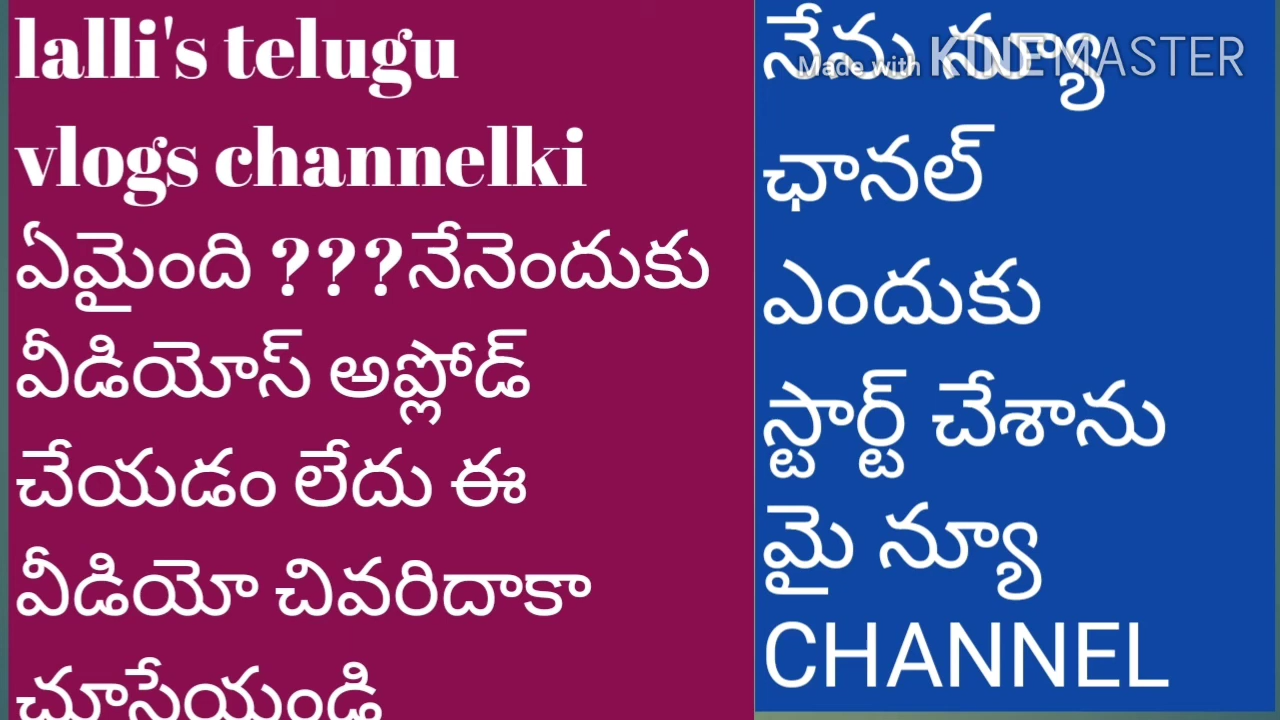 lalli's telugu
vlogs channelki
ఏమైంది ???నేనెందుకు
వీడియోస్ అప్లోడ్
చేయడం లేదు ఈ
వీడియో చివరిదాకా
చూసేయండి
నేను న్యూ
ఛానల్
ఎందుకు
స్టార్ట్ చేశాను
మై న్యూ
CHANNEL
Made with KINEMASTER